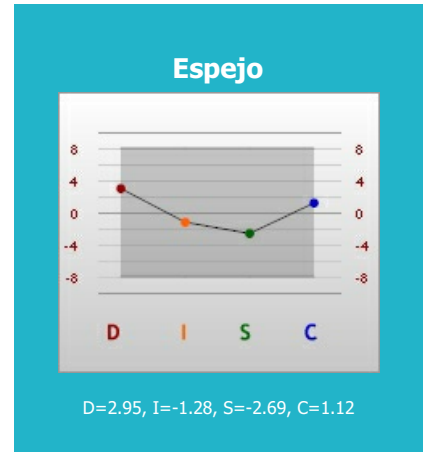 Espejo
8 8
4 4
0 0
-4 -4
-8 -8
D I S C
D=2.95, I=-1.28, S=-2.69, C=1.12